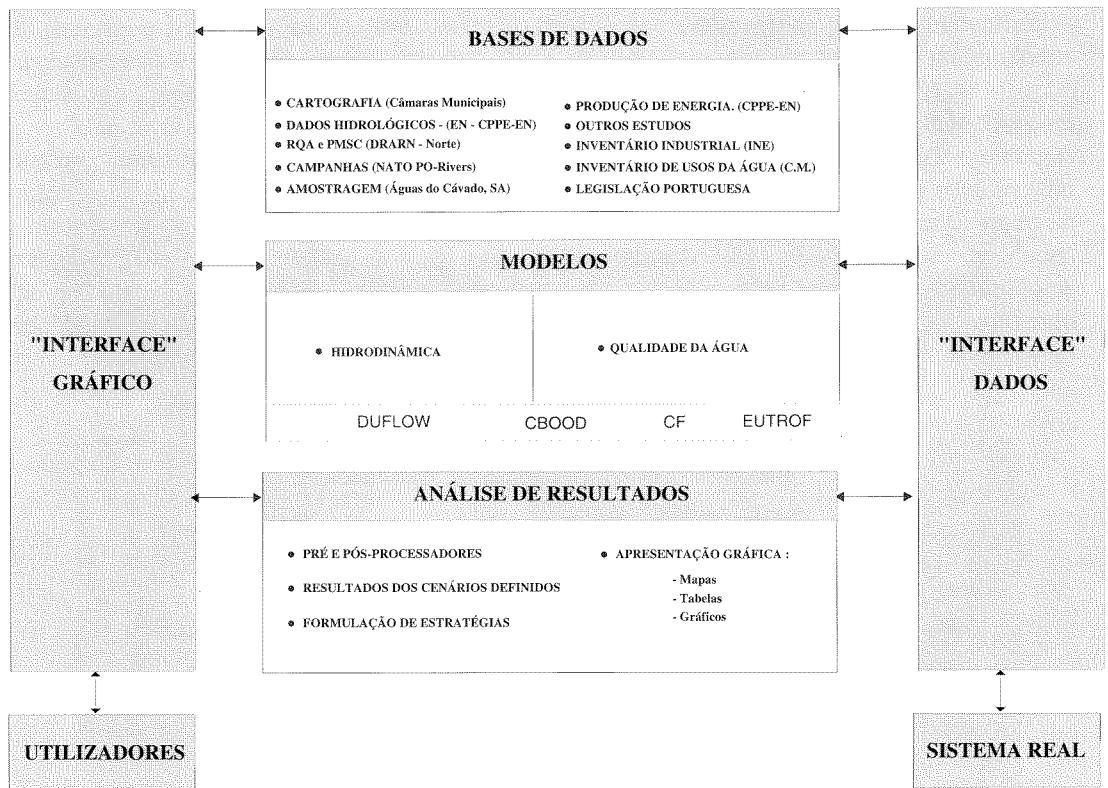 BASES DE DADOS
● CARTOGRAFIA (Câmaras Municipais)
● DADOS HIDROLÓGICOS - (EN - CPPE-EN)
● RQA e PMSC (DRARN - Norte)
● CAMPANHAS (NATO PO-Rivers)
● AMOSTRAGEM (Águas do Cávado, SA)
● PRODUÇÃO DE ENERGIA. (CPPE-EN)
● OUTROS ESTUDOS
● INVENTÁRIO INDUSTRIAL (INE)
● INVENTÁRIO DE USOS DA ÁGUA (C.M.)
● LEGISLAÇÃO PORTUGUESA
MODELOS
● HIDRODINÂMICA
● QUALIDADE DA ÁGUA
DUFLOW CBOOD CF EUTROF
"INTERFACE"
GRÁFICO
"INTERFACE"
DADOS
ANÁLISE DE RESULTADOS
● PRÉ E PÓS-PROCESSADORES
● RESULTADOS DOS CENÁRIOS DEFINIDOS
● FORMULAÇÃO DE ESTRATÉGIAS
● APRESENTAÇÃO GRÁFICA :
- Mapas
- Tabelas
- Gráficos
UTILIZADORES
SISTEMA REAL